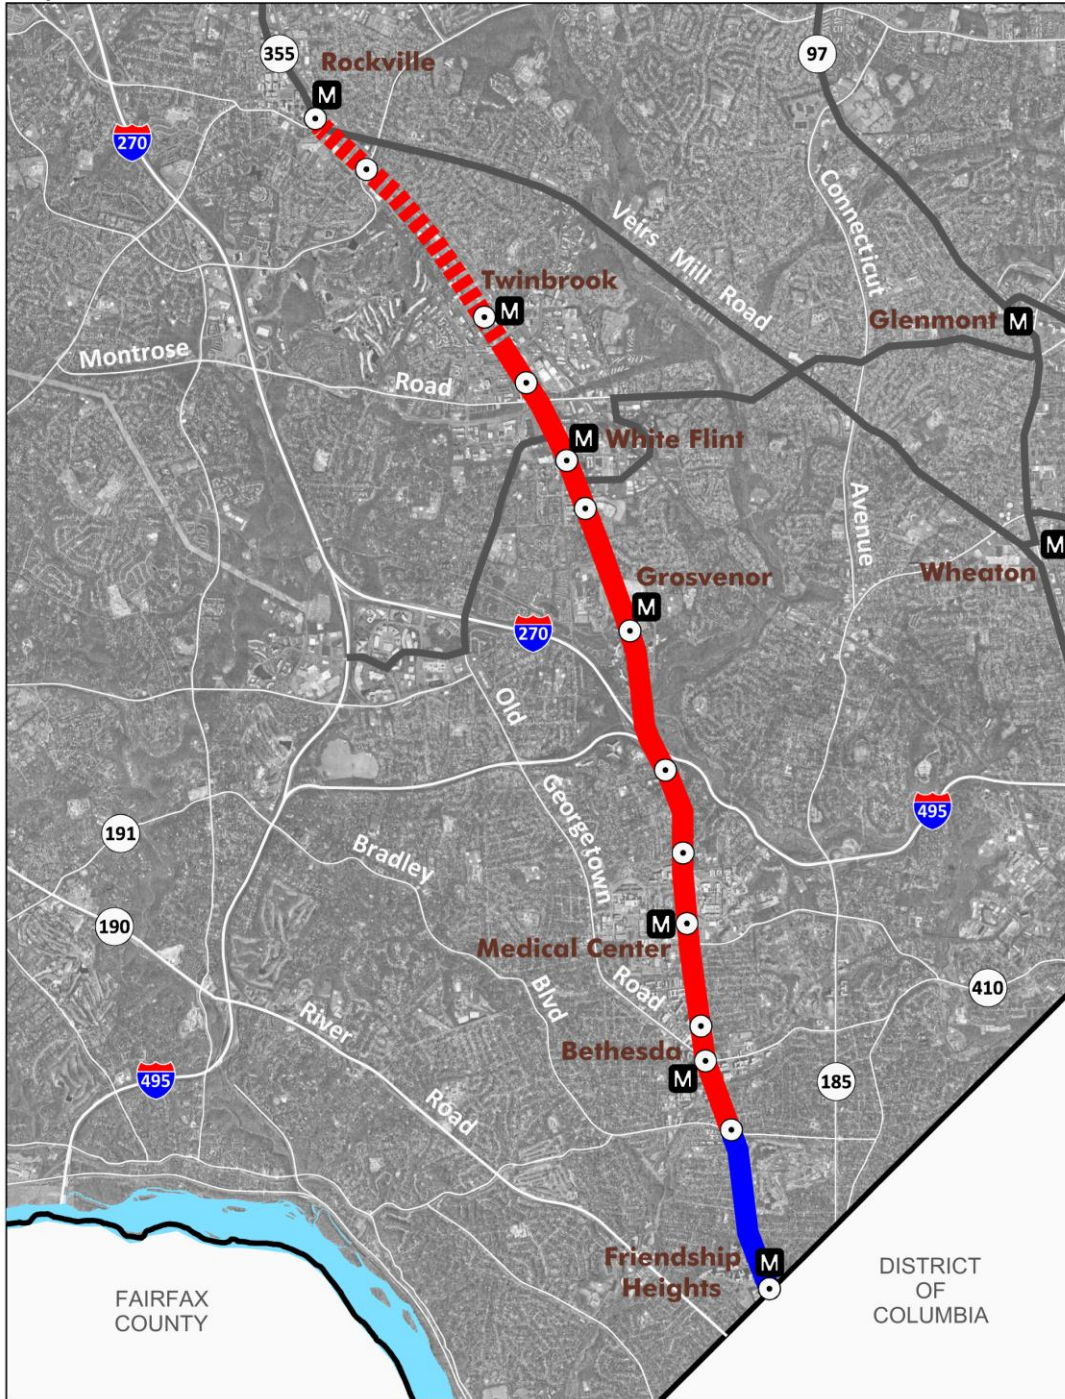 355
Rockville
M
97
270
Connecticut
Veirs Mill Road
Twinbrook
M
Glenmont
M
Montrose
Road
M
White Flint
Avenue
M
Wheaton
Grosvenor
M
270
Old
Georgetown
495
191
Bradley
190
M
Medical Center
Road
410
Blvd
River
Bethesda
M
495
185
Road
Friendship
Heights
M
DISTRICT
OF
COLUMBIA
FAIRFAX
COUNTY